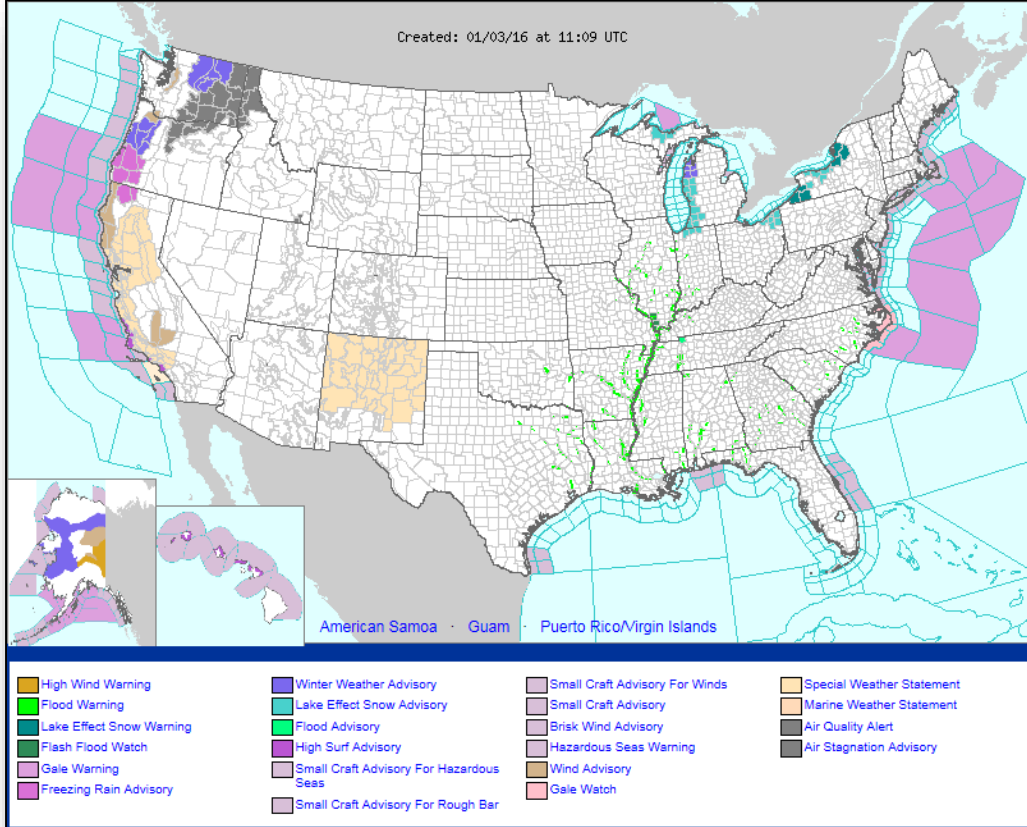 Created: 01/03/16 at 11:09 UTC
American Samoa · Guam · Puerto Rico/Virgin Islands
High Wind Warning
Flood Warning
Lake Effect Snow Warning
Flash Flood Watch
Gale Warning
Freezing Rain Advisory
Winter Weather Advisory
Lake Effect Snow Advisory
Flood Advisory
High Surf Advisory
Small Craft Advisory For Hazardous
Seas
Small Craft Advisory For Rough Bar
Small Craft Advisory For Winds
Small Craft Advisory
Brisk Wind Advisory
Hazardous Seas Warning
Wind Advisory
Gale Watch
Special Weather Statement
Marine Weather Statement
Air Quality Alert
Air Stagnation Advisory